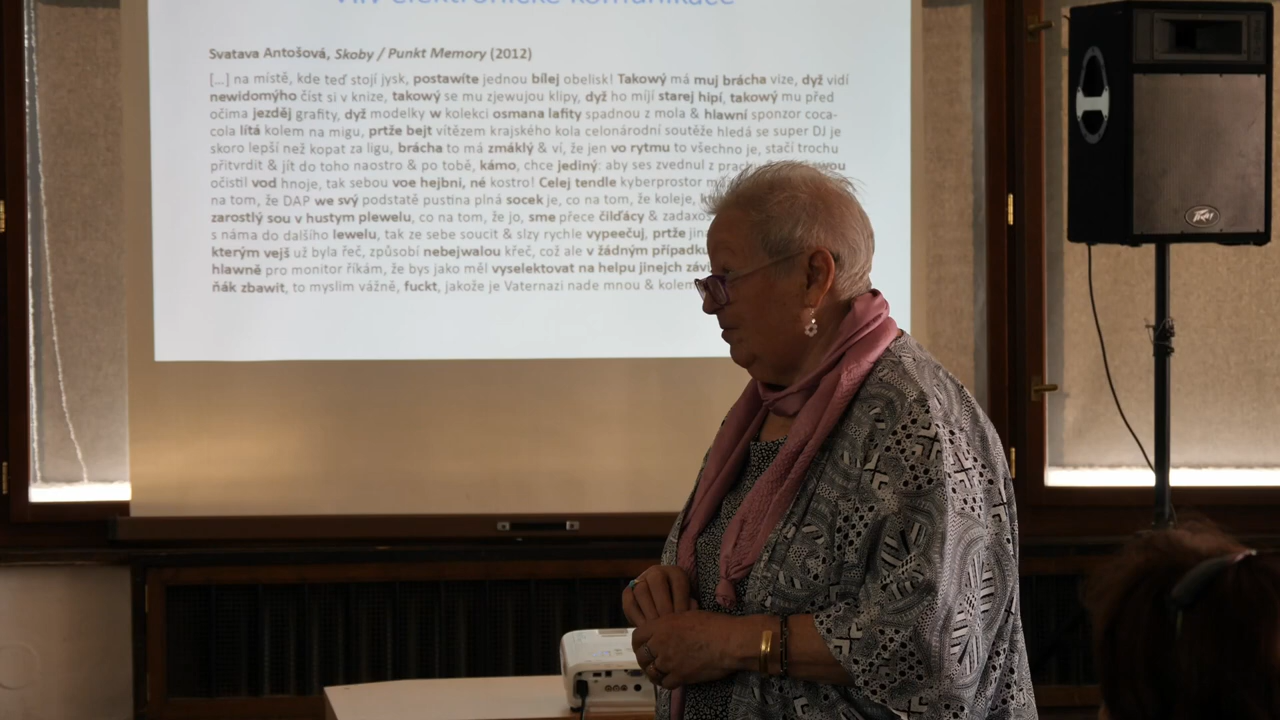 elektronické komunikace
Svatava Antošová, Skoby / Punkt Memory (2012)
[…] na místě, kde teď stojí jysk, postavite jednou bílej obelisk! Takowý má muj brácha vize, dyž vidí
newidomýho číst si v knize, takowý se mu zjewujou klipy, dyž ho míjí starej hipí, takowý mu před
očima jezděj grafity, dyž modelky w kolekci osmana lafity spadnou z mola & hlawní sponzor coca-
cola lítá kolem na migu, prtže bejt vítězem krajského kola celonárodní soutěže hledá se super DJ je
skoro lepší než kopat za ligu, brácha to má zmáklý & ví, že jen vo rytmu to všechno je, stačí trochu
přitvrdit & jít do toho naostro & po tobě, kámo, chce jediný: aby ses zvednul z
očistil vod hnoje, tak sebou voe hejbni, né kostro! Celej tendle kyberprostor
na tom, že DAP we svý podstatě pustina plná socek je, co na tom, že koleje,
zarostlý sou v hustym plewelu, co na tom, že jo, sme přece čilďácy &
s náma do dalšího lewelu, tak ze sebe soucit & slzy rychle vypeečuj, prtže
kterým vejš už byla řeč, způsobí nebejwalou křeč, což ale v žádným případku
hlawně pro monitor říkám, že bys jako měl vyselektovat na helpu jinejch
ňák zbawit, to myslim vážně, fuckt, jakože je Vaternazi nade mnou &